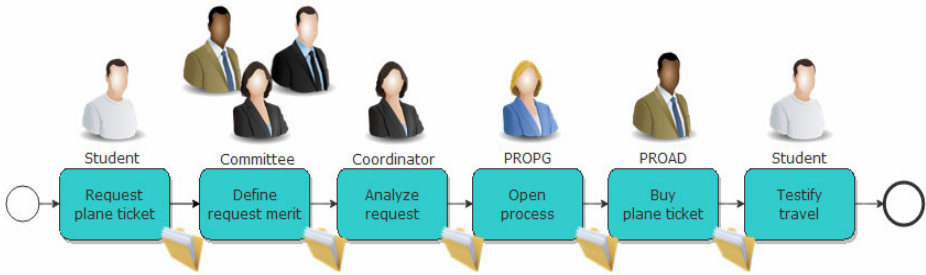 Student
Committee
Coordinator
PROPG
PROAD
Student
Request
plane ticket
Define
request merit
Analyze
request
Open
process
Buy
plane ticket
Testify
travel